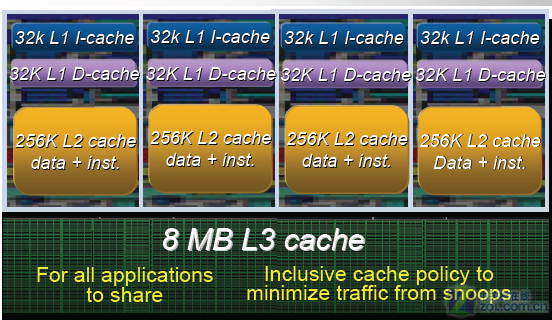 32k L1 I-cache
32k L1 I-cache
32k L1 I-cache
32k L1 I-cache
32K L1 D-cache
32K L1 D-cache
32K L1 D-cache
32K L1 D-cache
256K L2 cache
data + inst.
256K L2 cache
data + inst.
256K L2 cache
data + inst.
256K L2 cache
Data + Inst.
8 MB L3 cache
For all applications
to share
Inclusive cache policy to
minimize traffic from snoops
zol.com.cn